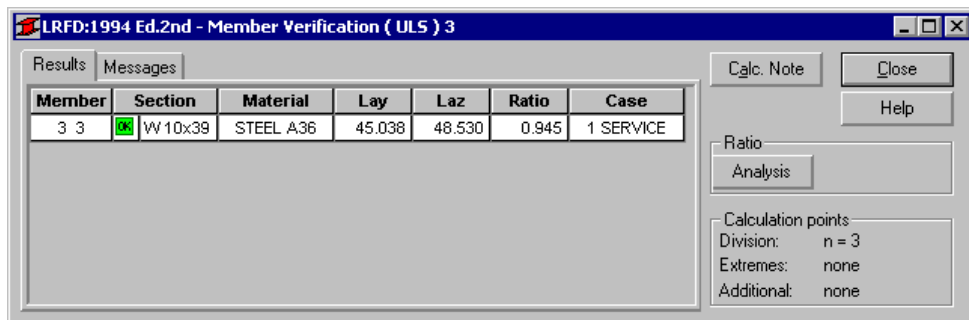 LRFD:1994 Ed.2nd - Member Verification ( ULS ) 3
Results Messages
Member Section Material Lay Laz Ratio Case
3 3 OK W 10x39 STEEL A36 45.038 48.530 0.945 1 SERVICE
Calc. Note Close
Help
Ratio
Analysis
Calculation points
Division: n = 3
Extremes: none
Additional: none